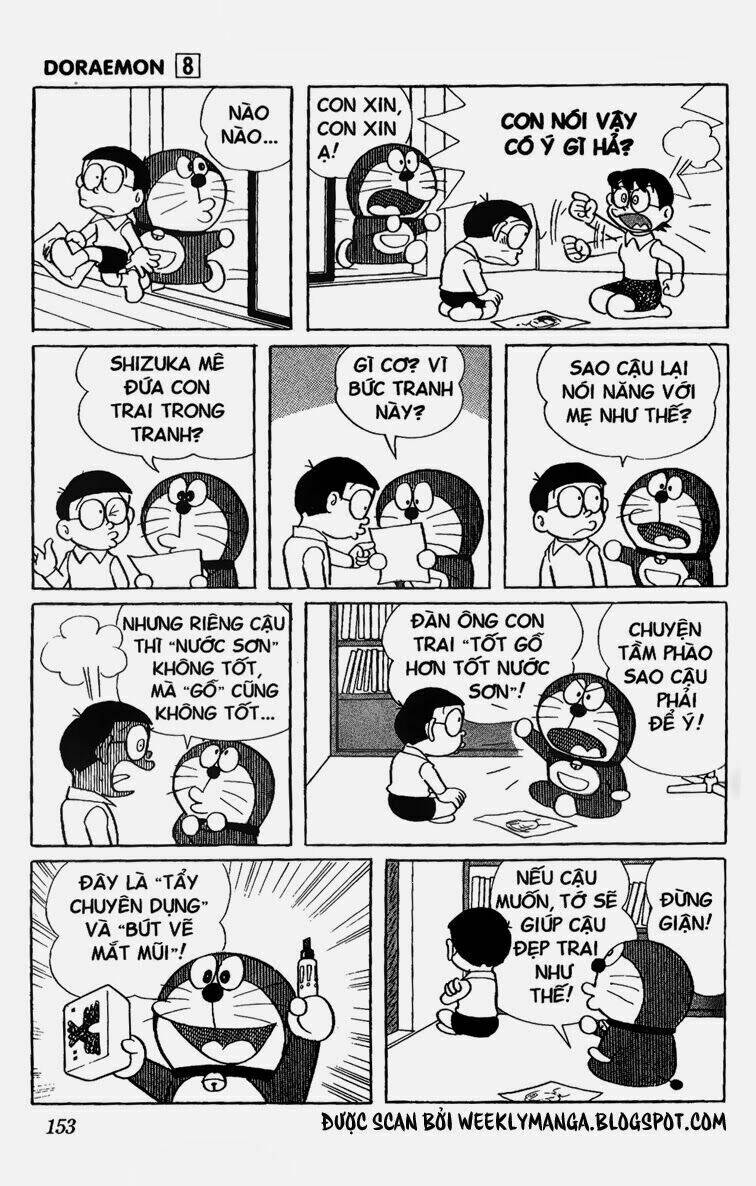 DORAEMON 8
CON NÓI VẬY
CÓ Ý GÌ HẢ?
CON XIN,
CON XIN
Ạ!
NÀO
NÀO...
SAO CẬU LẠI
NÓI NĂNG VỚI
MẸ NHƯ THẾ?
GÌ CƠ? VÌ
BỨC TRANH
NÀY?
SHIZUKA MÊ
ĐỨA CON
TRAI TRONG
TRANH?
CHUYỆN
TẦM PHÀO
SAO CẬU
PHẢI
ĐỂ Ý!
ĐÀN ÔNG CON
TRAI "TỐT GỖ
HƠN TỐT NƯỚC
SƠN"!
NHƯNG RIÊNG CẬU
THÌ "NƯỚC SƠN"
KHÔNG TỐT,
MÀ "GỖ" CŨNG
KHÔNG TỐT...
ĐỪNG
GIẬN!
NẾU CẬU
MUỐN, TỚ SẼ
GIÚP CẬU
ĐẸP TRAI
NHƯ
THẾ!
ĐÂY LÀ "TẨY
CHUYÊN DỤNG"
VÀ "BÚT VẼ
MẮT MŨI"!
153
ĐƯỢC SCAN BỞI WEEKLYMANGA.BLOGSPOT.COM